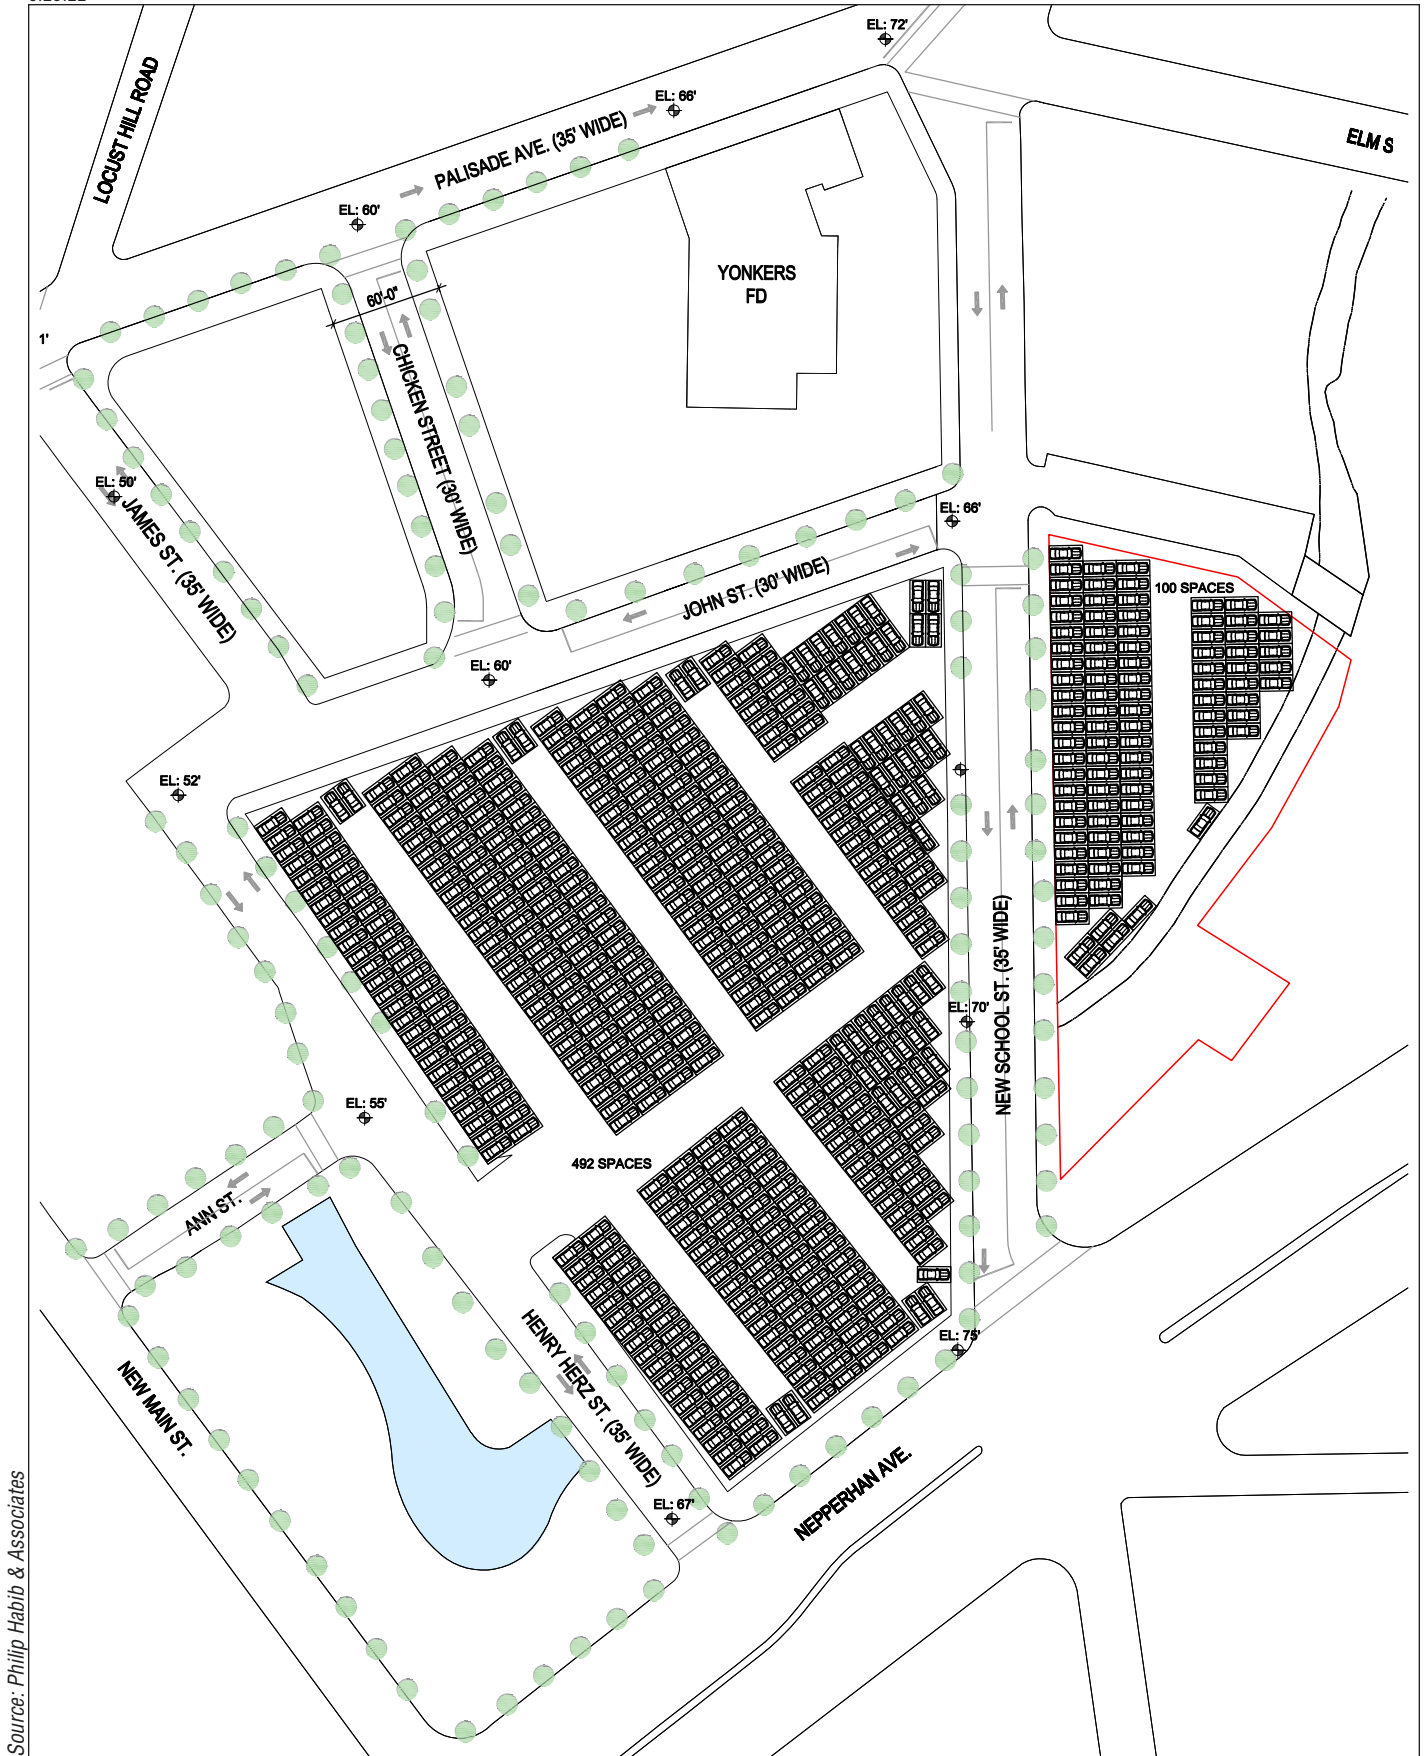 EL: 72'
LOCUST HILL ROAD
EL: 66'
PALISADE AVE. (35' WIDE)
ELM S
EL: 60'
YONKERS
FD
60'-0"
1'
CHICKEN STREET (30' WIDE)
EL: 50'
JAMES ST. (35' WIDE)
EL: 66'
JOHN ST. (30' WIDE)
100 SPACES
EL: 60'
EL: 52'
NEW SCHOOL ST. (35' WIDE)
EL: 70'
EL: 55'
492 SPACES
ANN ST.
HENRY HERZ ST. (35' WIDE)
EL: 75'
NEW MAIN ST.
NEPPERHAN AVE.
EL: 67'
Source: Philip Habib & Associates